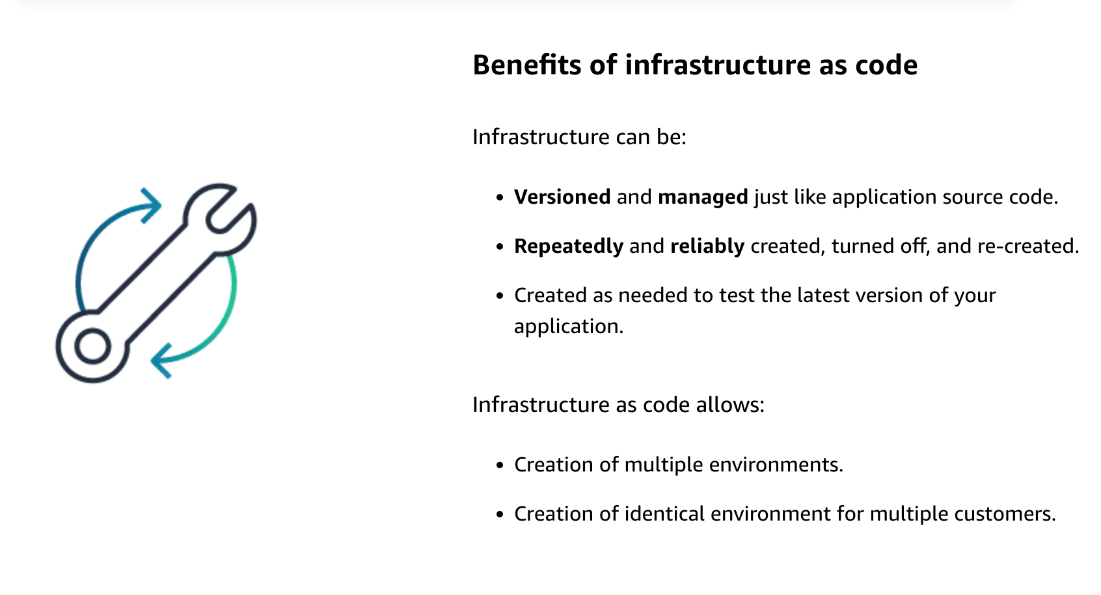 Benefits of infrastructure as code
Infrastructure can be:
• Versioned and managed just like application source code.
• Repeatedly and reliably created, turned off, and re-created.
• Created as needed to test the latest version of your
application.
Infrastructure as code allows:
• Creation of multiple environments.
• Creation of identical environment for multiple customers.